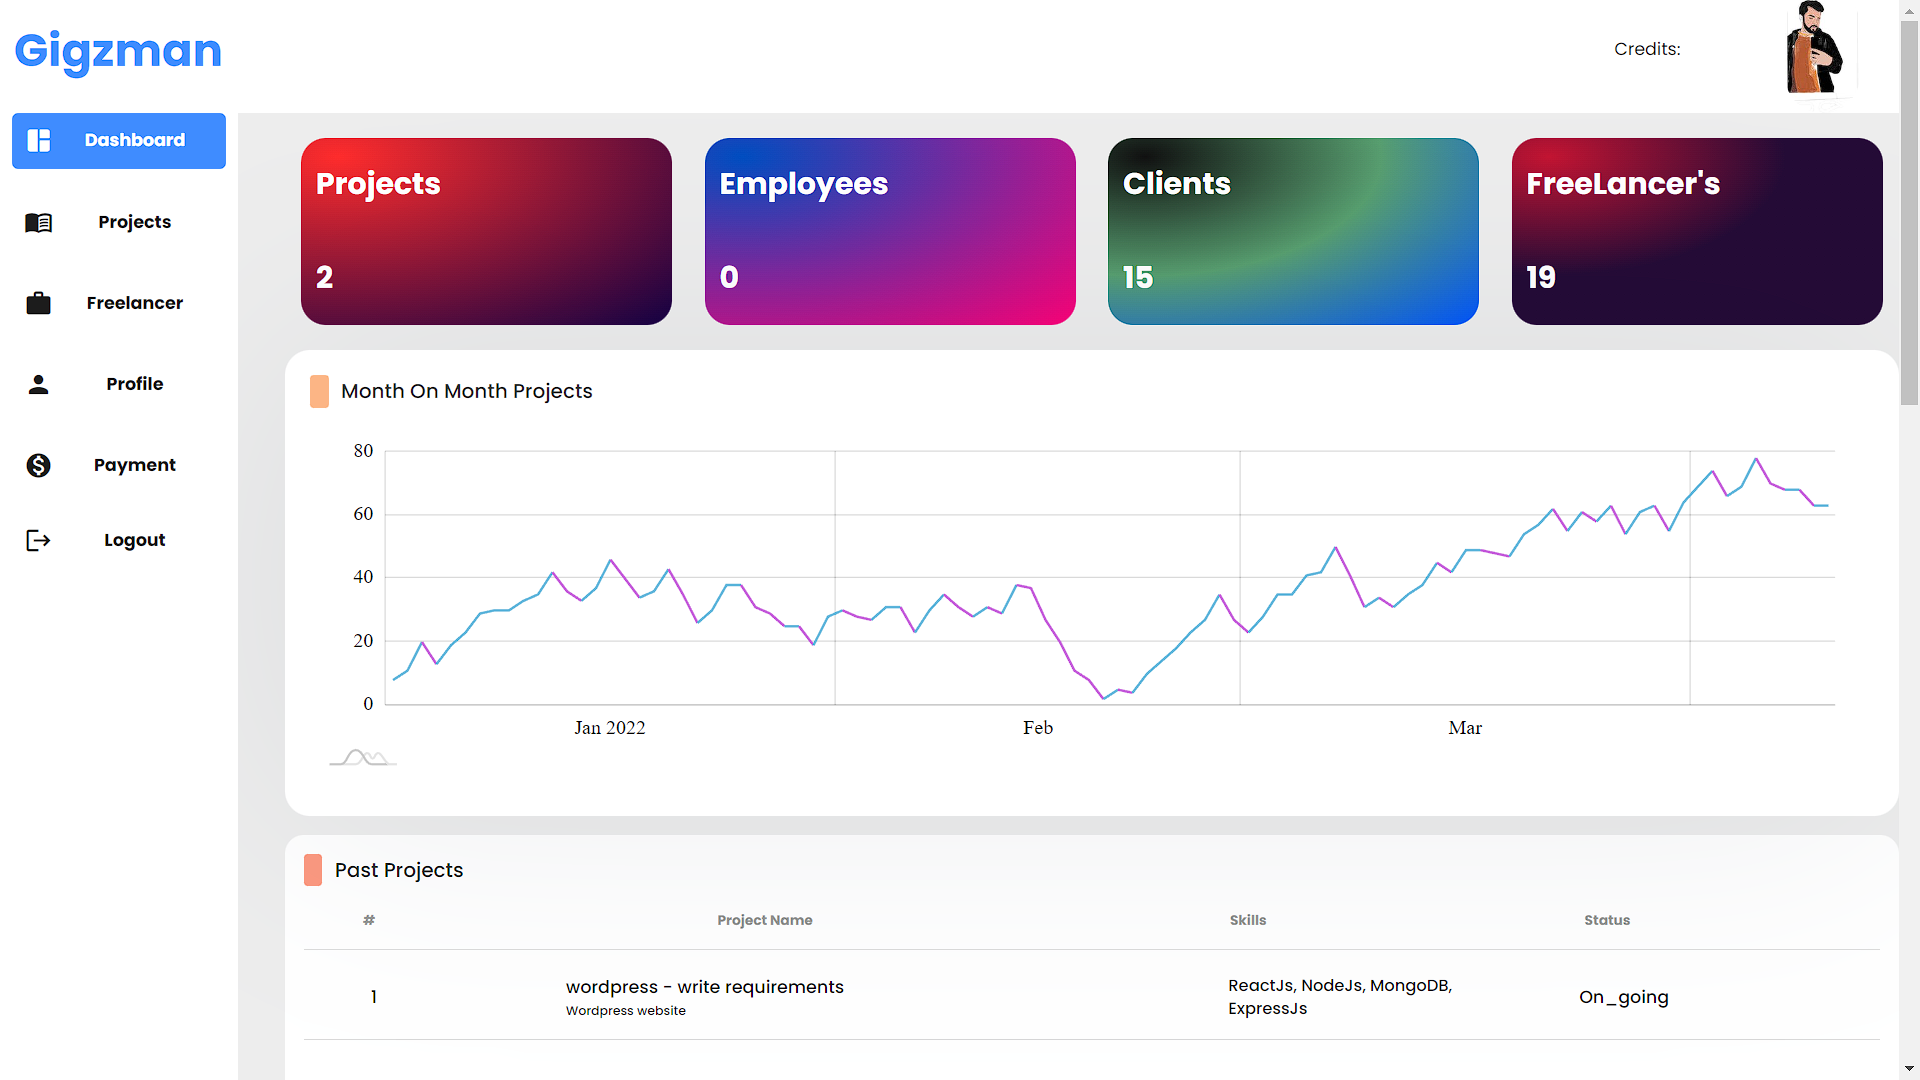 Gigzman
Credits:
Dashboard
Projects
Freelancer
Profile
Payment
Logout
Projects
2
Employees
0
Clients
15
FreeLancer's
19
Month On Month Projects
80
60
40
20
0
Jan 2022
Feb
Mar
Past Projects
# Project Name Skills Status
1
wordpress - write requirements
Wordpress website
ReactJs, NodeJs, MongoDB,
ExpressJs
On_going